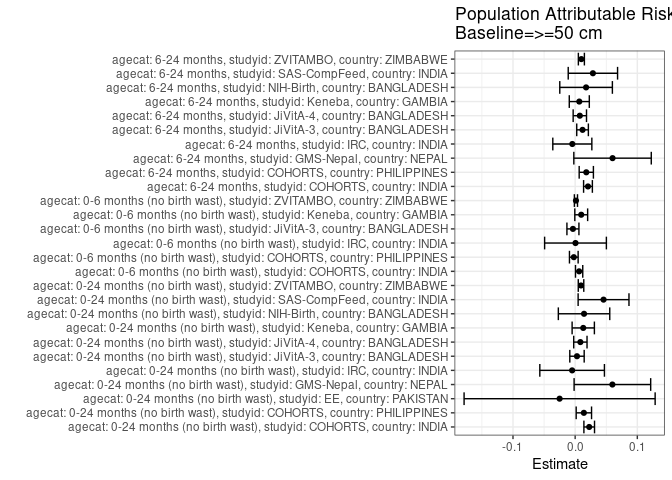 Population Attributable Risk
Baseline=>=50 cm
agecat: 6-24 months, studyid: ZVITAMBO, country: ZIMBABWE
agecat: 6-24 months, studyid: SAS-CompFeed, country: INDIA
agecat: 6-24 months, studyid: NIH-Birth, country: BANGLADESH
agecat: 6-24 months, studyid: Keneba, country: GAMBIA
agecat: 6-24 months, studyid: JiVitA-4, country: BANGLADESH
agecat: 6-24 months, studyid: JiVitA-3, country: BANGLADESH
agecat: 6-24 months, studyid: IRC, country: INDIA
agecat: 6-24 months, studyid: GMS-Nepal, country: NEPAL
agecat: 6-24 months, studyid: COHORTS, country: PHILIPPINES
agecat: 6-24 months, studyid: COHORTS, country: INDIA
agecat: 0-6 months (no birth wast), studyid: ZVITAMBO, country: ZIMBABWE
agecat: 0-6 months (no birth wast), studyid: Keneba, country: GAMBIA
agecat: 0-6 months (no birth wast), studyid: JiVitA-3, country: BANGLADESH
agecat: 0-6 months (no birth wast), studyid: IRC, country: INDIA
agecat: 0-6 months (no birth wast), studyid: COHORTS, country: PHILIPPINES
agecat: 0-6 months (no birth wast), studyid: COHORTS, country: INDIA
agecat: 0-24 months (no birth wast), studyid: ZVITAMBO, country: ZIMBABWE
agecat: 0-24 months (no birth wast), studyid: SAS-CompFeed, country: INDIA
agecat: 0-24 months (no birth wast), studyid: NIH-Birth, country: BANGLADESH
agecat: 0-24 months (no birth wast), studyid: Keneba, country: GAMBIA
agecat: 0-24 months (no birth wast), studyid: JiVitA-4, country: BANGLADESH
agecat: 0-24 months (no birth wast), studyid: JiVitA-3, country: BANGLADESH
agecat: 0-24 months (no birth wast), studyid: IRC, country: INDIA
agecat: 0-24 months (no birth wast), studyid: GMS-Nepal, country: NEPAL
agecat: 0-24 months (no birth wast), studyid: EE, country: PAKISTAN
agecat: 0-24 months (no birth wast), studyid: COHORTS, country: PHILIPPINES
agecat: 0-24 months (no birth wast), studyid: COHORTS, country: INDIA
-0.1 0.0 0.1
Estimate